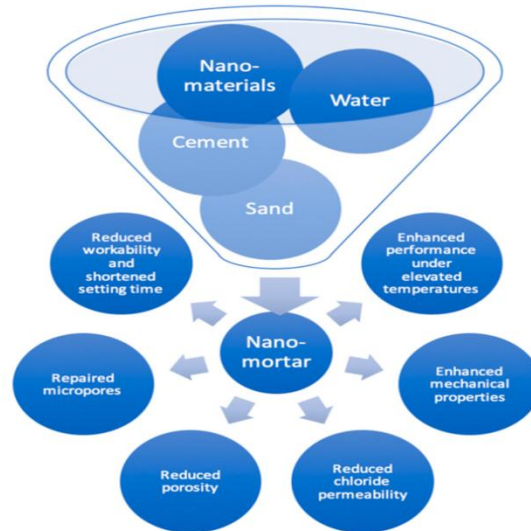 Nano-
materials
Water
Cement
Sand
Reduced
workability
and
shortened
setting time
Enhanced
performance
under
elevated
temperatures
Nano-
mortar
Repaired
micropores
Enhanced
mechanical
properties
Reduced
porosity
Reduced
chloride
permeability